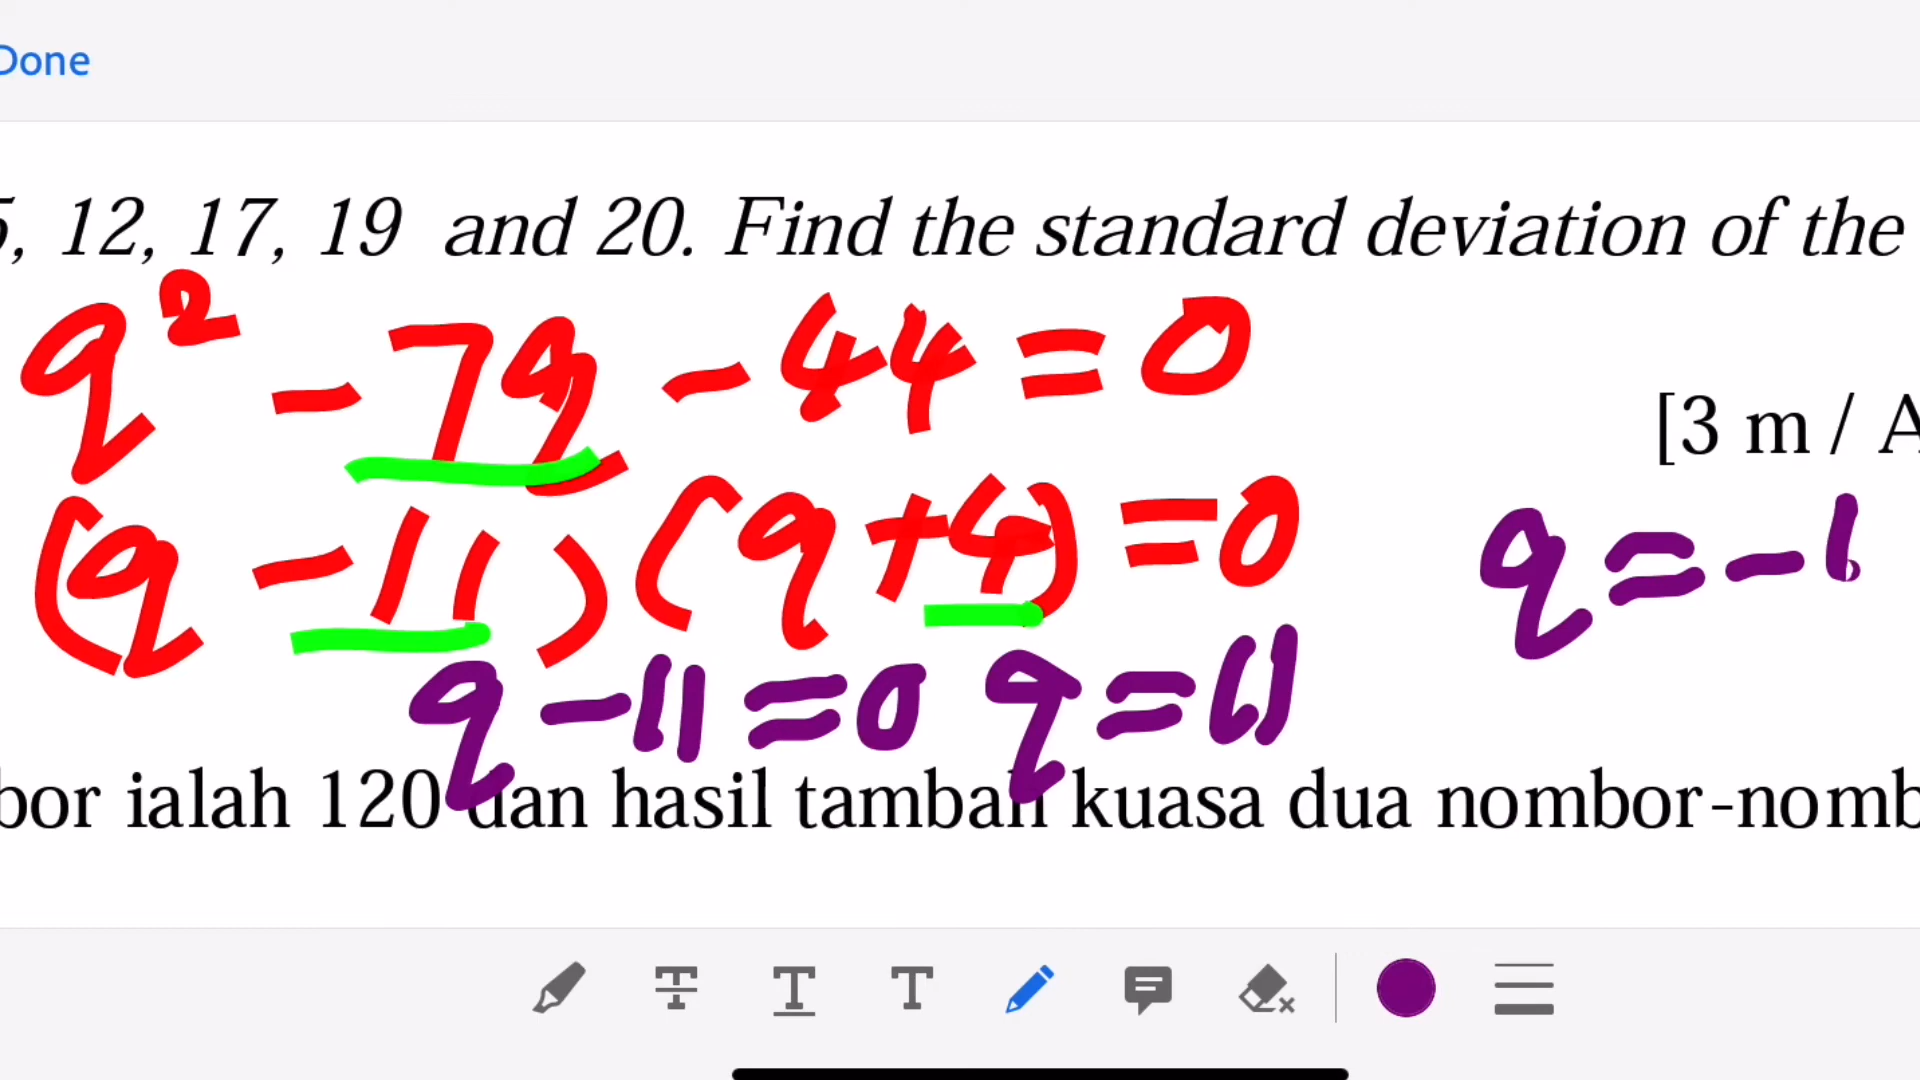 Done
, 12, 17, 19 and 20. Find the standard deviation of the
q² - 7q - 44 = 0
[3 m / A
(q - 11) (q + 4) = 0
q = -
q - 11 = 0 q = 11
bor ialah 120 dan hasil tambah kuasa dua nombor-nomb